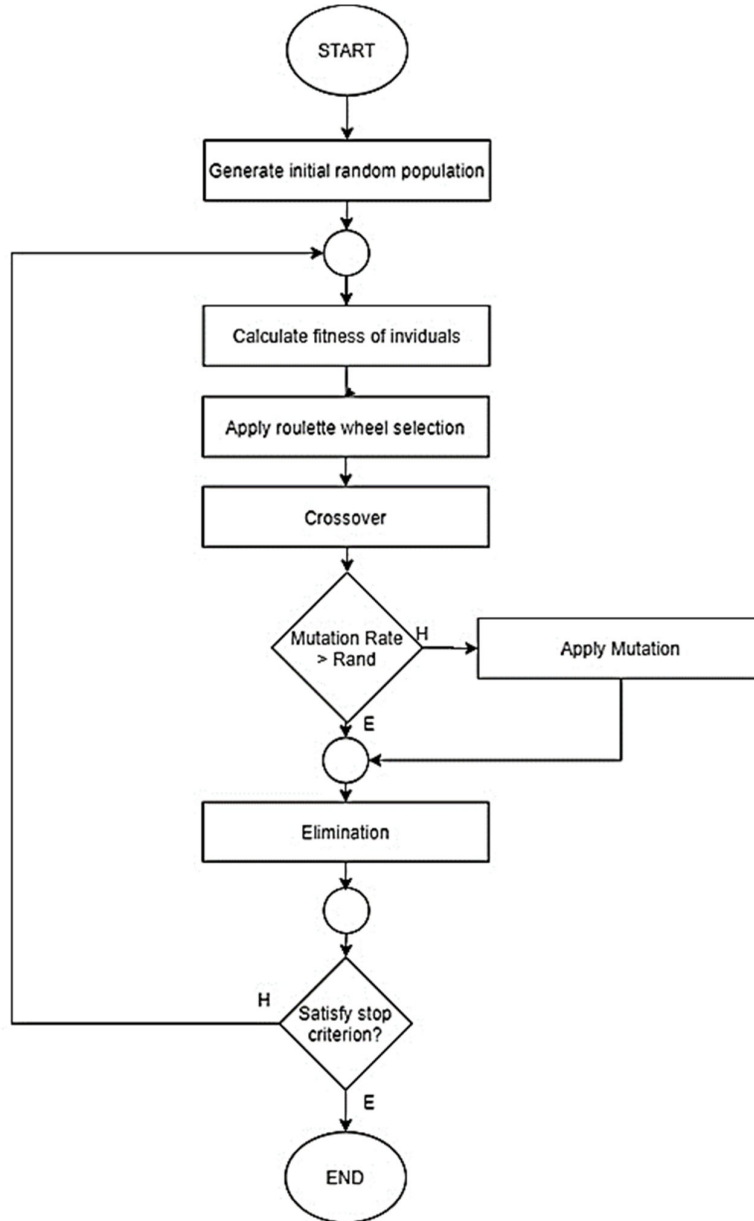 START
Generate initial random population
Calculate fitness of inviduals
Apply roulette wheel selection
Crossover
Mutation Rate
> Rand
H
Apply Mutation
E
Elimination
H
Satisfy stop
criterion?
E
END